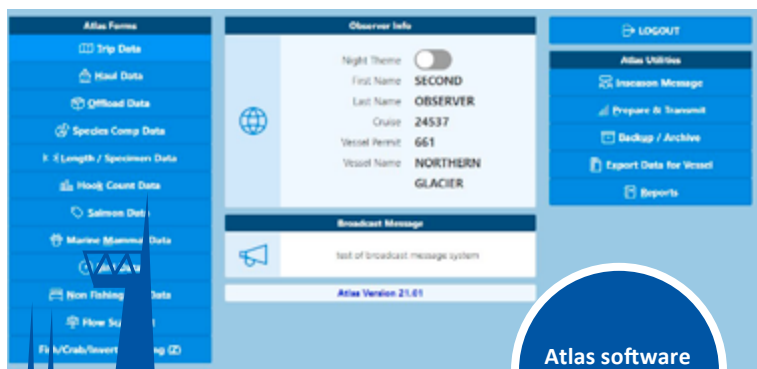 Atlas Forms
Trip Data
Haul Data
Offload Data
Species Comp Data
Length / Specimen Data
Hook Count Data
Salmon Data
Marine Mammal Data
Non Fishing Data
Flow
Fish/Crab/Invert (Z)
Observer Info
Night Theme
First Name SECOND
Last Name OBSERVER
Cruise 24537
Vessel Permit 661
Vessel Name NORTHERN
GLACIER
Broadcast Message
test of broadcast message system
Atlas Version 21.01
LOGOUT
Atlas Utilities
Inseason Message
Prepare & Transmit
Backup / Archive
Export Data for Vessel
Reports
Atlas software